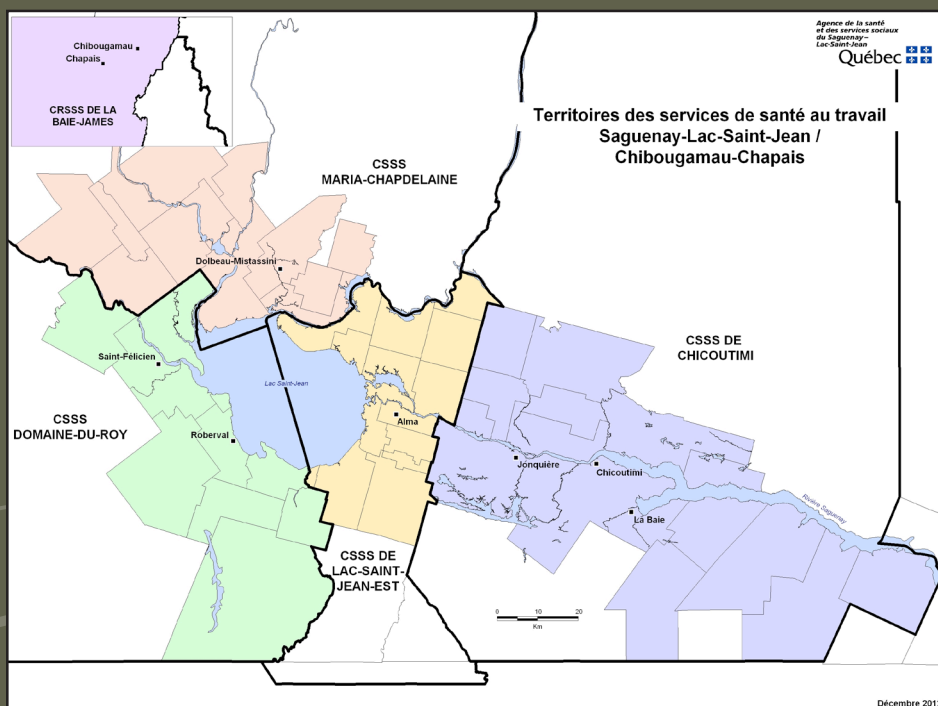 Chibougamau
Chapais
CRSSS DE LA
BAIE-JAMES
Agence de la santé
et des services sociaux
du Saguenay–
Lac-Saint-Jean
Québec
Territoires des services de santé au travail
Saguenay-Lac-Saint-Jean /
Chibougamau-Chapais
CSSS
MARIA-CHAPDELAINE
Dolbeau-Mistassini
CSSS DE
CHICOUTIMI
Saint-Félicien
Lac Saint-Jean
CSSS
DOMAINE-DU-ROY
Roberval
Alma
Jonquière
Chicoutimi
La Baie
Rivière Saguenay
CSSS DE
LAC-SAINT-
JEAN-EST
0 10 20
Km
Décembre